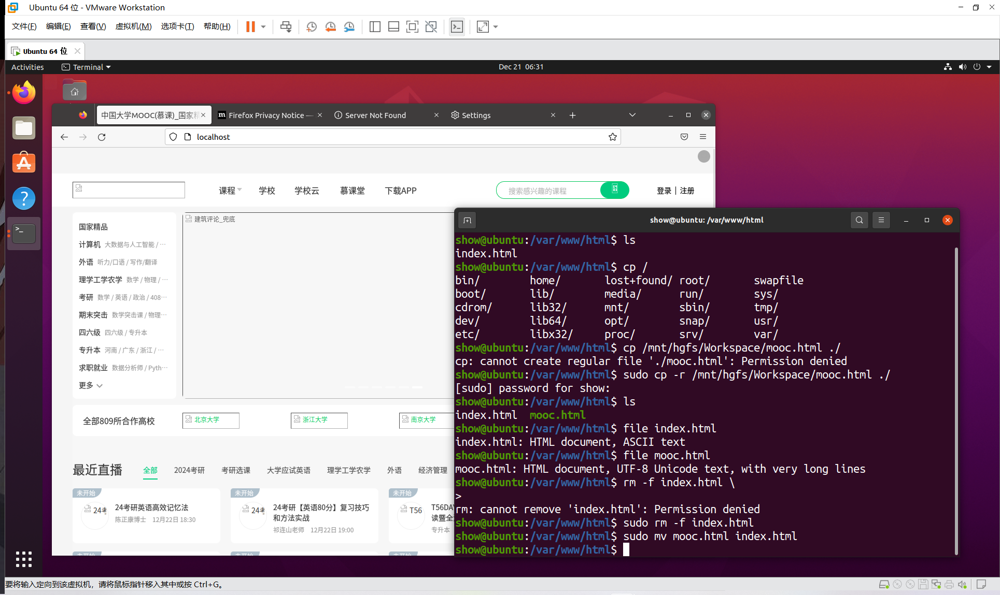 Ubuntu 64 位 - VMware Workstation
文件(F) 编辑(E) 查看(V) 虚拟机(M) 选项卡(T) 帮助(H)
Ubuntu 64 位
Activities Terminal Dec 21 06:31
中国大学MOOC(慕课)_国家精 Firefox Privacy Notice — Server Not Found Settings
localhost
课程 学校 学校云 慕课堂 下载APP 搜索感兴趣的课程 登录 | 注册
国家精品
计算机 大数据与人工智能 / ···
外语 听力/口语 / 写作/翻译
理学工学农学 数学 / 物理 / ···
考研 数学 / 英语 / 政治 / 408···
期末突击 数学突击课 / 物理···
四六级 四六级 / 专升本
专升本 河南 / 广东 / 浙江 / ···
求职就业 数据分析师 / Pyth···
更多
建筑评论_兜底
全部809所合作高校 北京大学 浙江大学 南京大学
最近直播 全部 2024考研 考研选课 大学应试英语 理学工学农学 外语 经济管理
未开始 未开始 未开始
24考 24考研英语高效记忆法
陈正康博士 12月22日 18:30
24考 24考研【英语80分】复习技巧
和方法实战
祁连山老师 12月22日 19:00
T56 T56DAY
读暨全
专升本
未开始 未开始 未开始
show@ubuntu: /var/www/html
show@ubuntu:/var/www/html$ ls
index.html
show@ubuntu:/var/www/html$ cp /
bin/ home/ lost+found/ root/ swapfile
boot/ lib/ media/ run/ sys/
cdrom/ lib32/ mnt/ sbin/ tmp/
dev/ lib64/ opt/ snap/ usr/
etc/ libx32/ proc/ srv/ var/
show@ubuntu:/var/www/html$ cp /mnt/hgfs/Workspace/mooc.html ./
cp: cannot create regular file './mooc.html': Permission denied
show@ubuntu:/var/www/html$ sudo cp -r /mnt/hgfs/Workspace/mooc.html ./
[sudo] password for show:
show@ubuntu:/var/www/html$ ls
index.html mooc.html
show@ubuntu:/var/www/html$ file index.html
index.html: HTML document, ASCII text
show@ubuntu:/var/www/html$ file mooc.html
mooc.html: HTML document, UTF-8 Unicode text, with very long lines
show@ubuntu:/var/www/html$ rm -f index.html \
>
rm: cannot remove 'index.html': Permission denied
show@ubuntu:/var/www/html$ sudo rm -f index.html
show@ubuntu:/var/www/html$ sudo mv mooc.html index.html
show@ubuntu:/var/www/html$
要将输入定向到该虚拟机，请将鼠标指针移入其中或按 Ctrl+G。